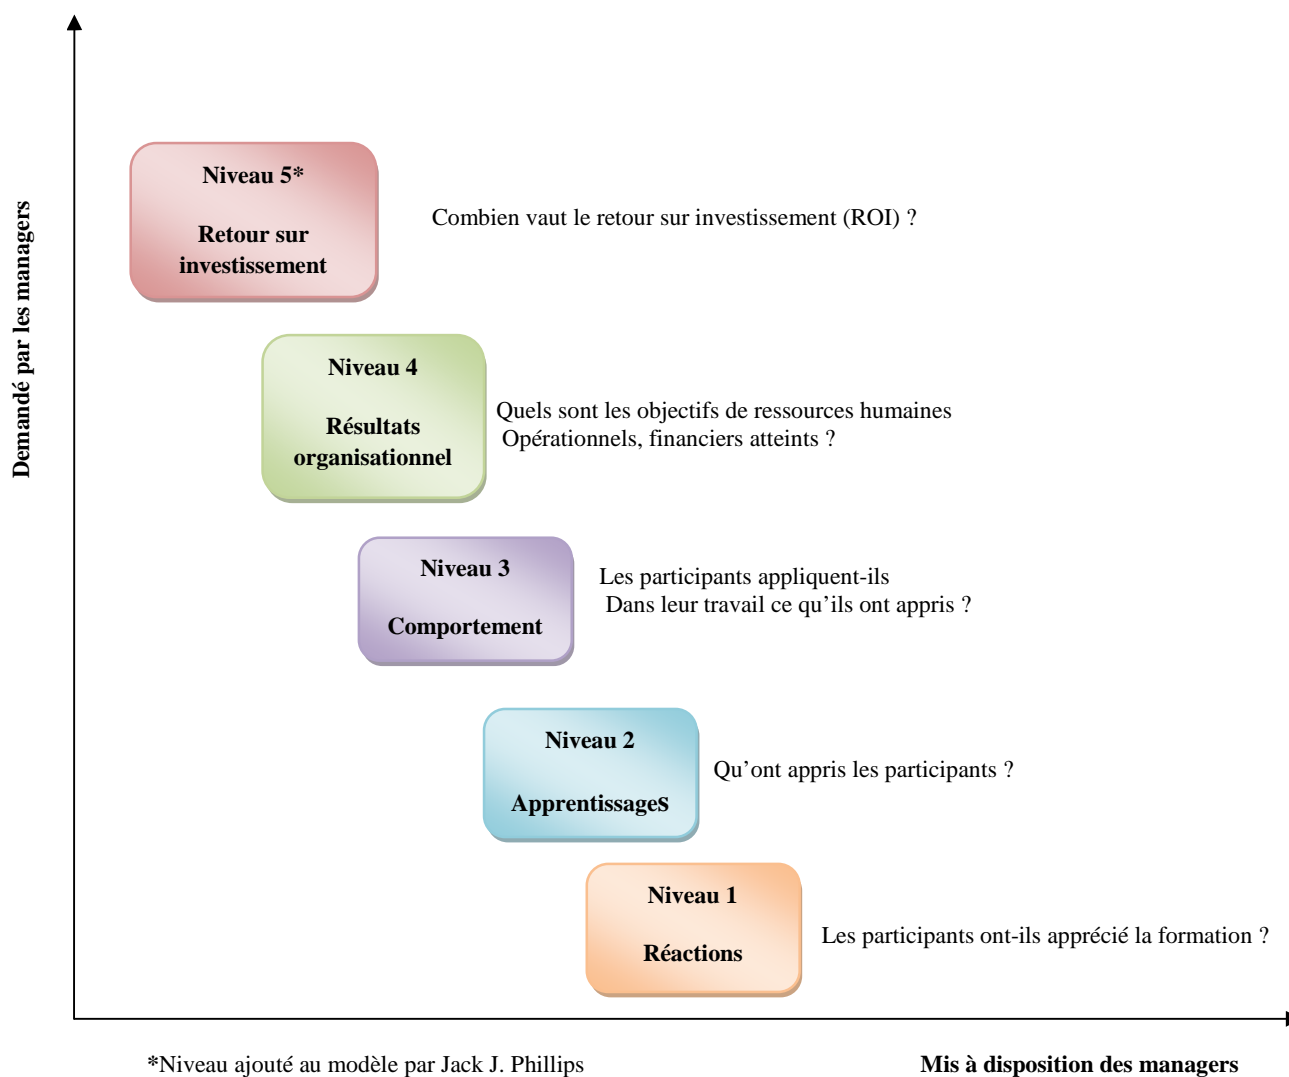 Demandé par les managers
Niveau 5*
Retour sur
investissement
Combien vaut le retour sur investissement (ROI) ?
Niveau 4
Résultats
organisationnel
Quels sont les objectifs de ressources humaines
Opérationnels, financiers atteints ?
Niveau 3
Comportement
Les participants appliquent-ils
Dans leur travail ce qu’ils ont appris ?
Niveau 2
Apprentissages
Qu’ont appris les participants ?
Niveau 1
Réactions
Les participants ont-ils apprécié la formation ?
*Niveau ajouté au modèle par Jack J. Phillips
Mis à disposition des managers